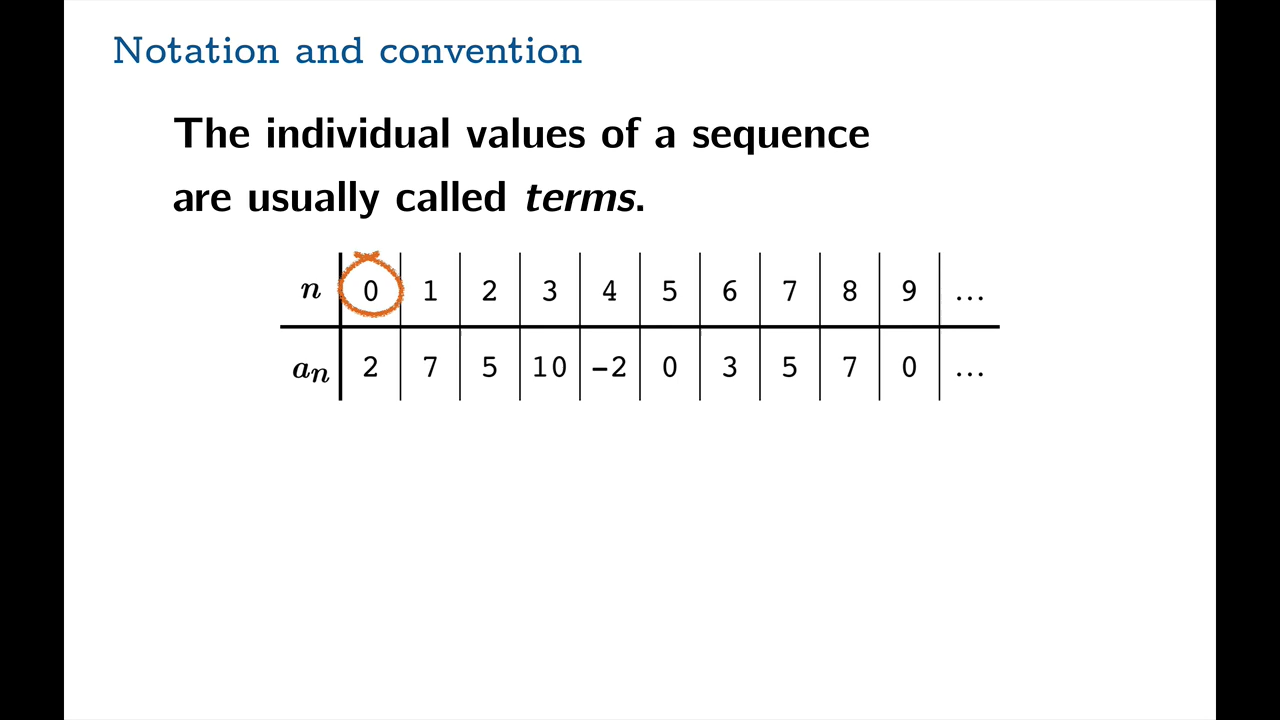 Notation and convention
The individual values of a sequence
are usually called terms.
n 0 1 2 3 4 5 6 7 8 9 ...
an 2 7 5 10 -2 0 3 5 7 0 ...